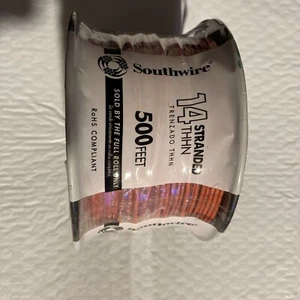 Southwire®
14 STRANDED
THHN
TRENZADO THHN
500 FEET
SOLD BY THE FULL ROLL ONLY
RoHS COMPLIANT
Southwire